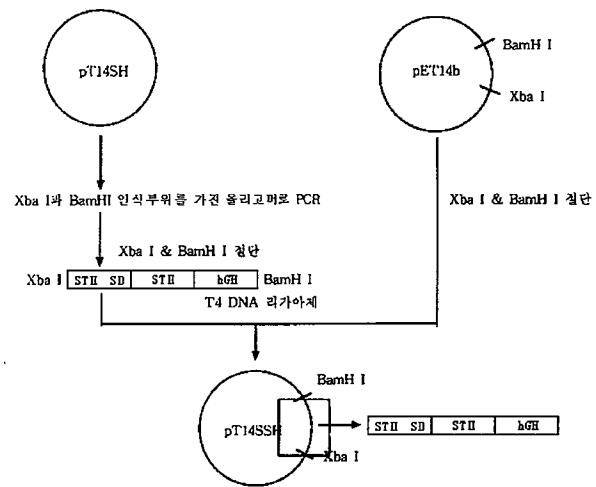 pT14SH
BamH I
pET14b
Xba I
Xba I과 BamHI 인식부위를 가진 올리고머로 PCR
Xba I & BamH I 절단
Xba I & BamH I 절단
Xba I STⅡ SD STⅡ hGH BamH I
T4 DNA 리가아제
BamH I
pT14SSH
STⅡ SD STⅡ hGH
Xba I